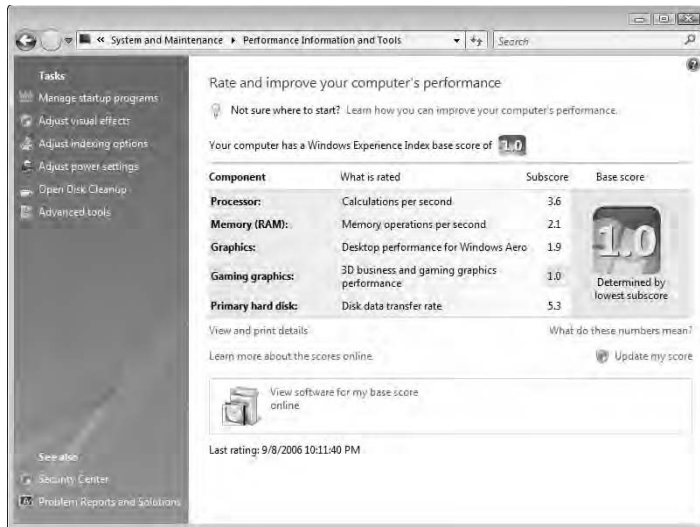 « System and Maintenance ▸ Performance Information and Tools
Search
Tasks
Manage startup programs
Adjust visual effects
Adjust indexing options
Adjust power settings
Open Disk Cleanup
Advanced tools
See also
Security Center
Problem Reports and Solutions
Rate and improve your computer's performance
Not sure where to start? Learn how you can improve your computer's performance.
Your computer has a Windows Experience Index base score of 1.0
Component What is rated Subscore Base score
Processor: Calculations per second 3.6
Memory (RAM): Memory operations per second 2.1
Graphics: Desktop performance for Windows Aero 1.9
Gaming graphics: 3D business and gaming graphics performance 1.0
Primary hard disk: Disk data transfer rate 5.3
1.0
Determined by
lowest subscore
View and print details What do these numbers mean?
Learn more about the scores online. Update my score
View software for my base score
online
Last rating: 9/8/2006 10:11:40 PM